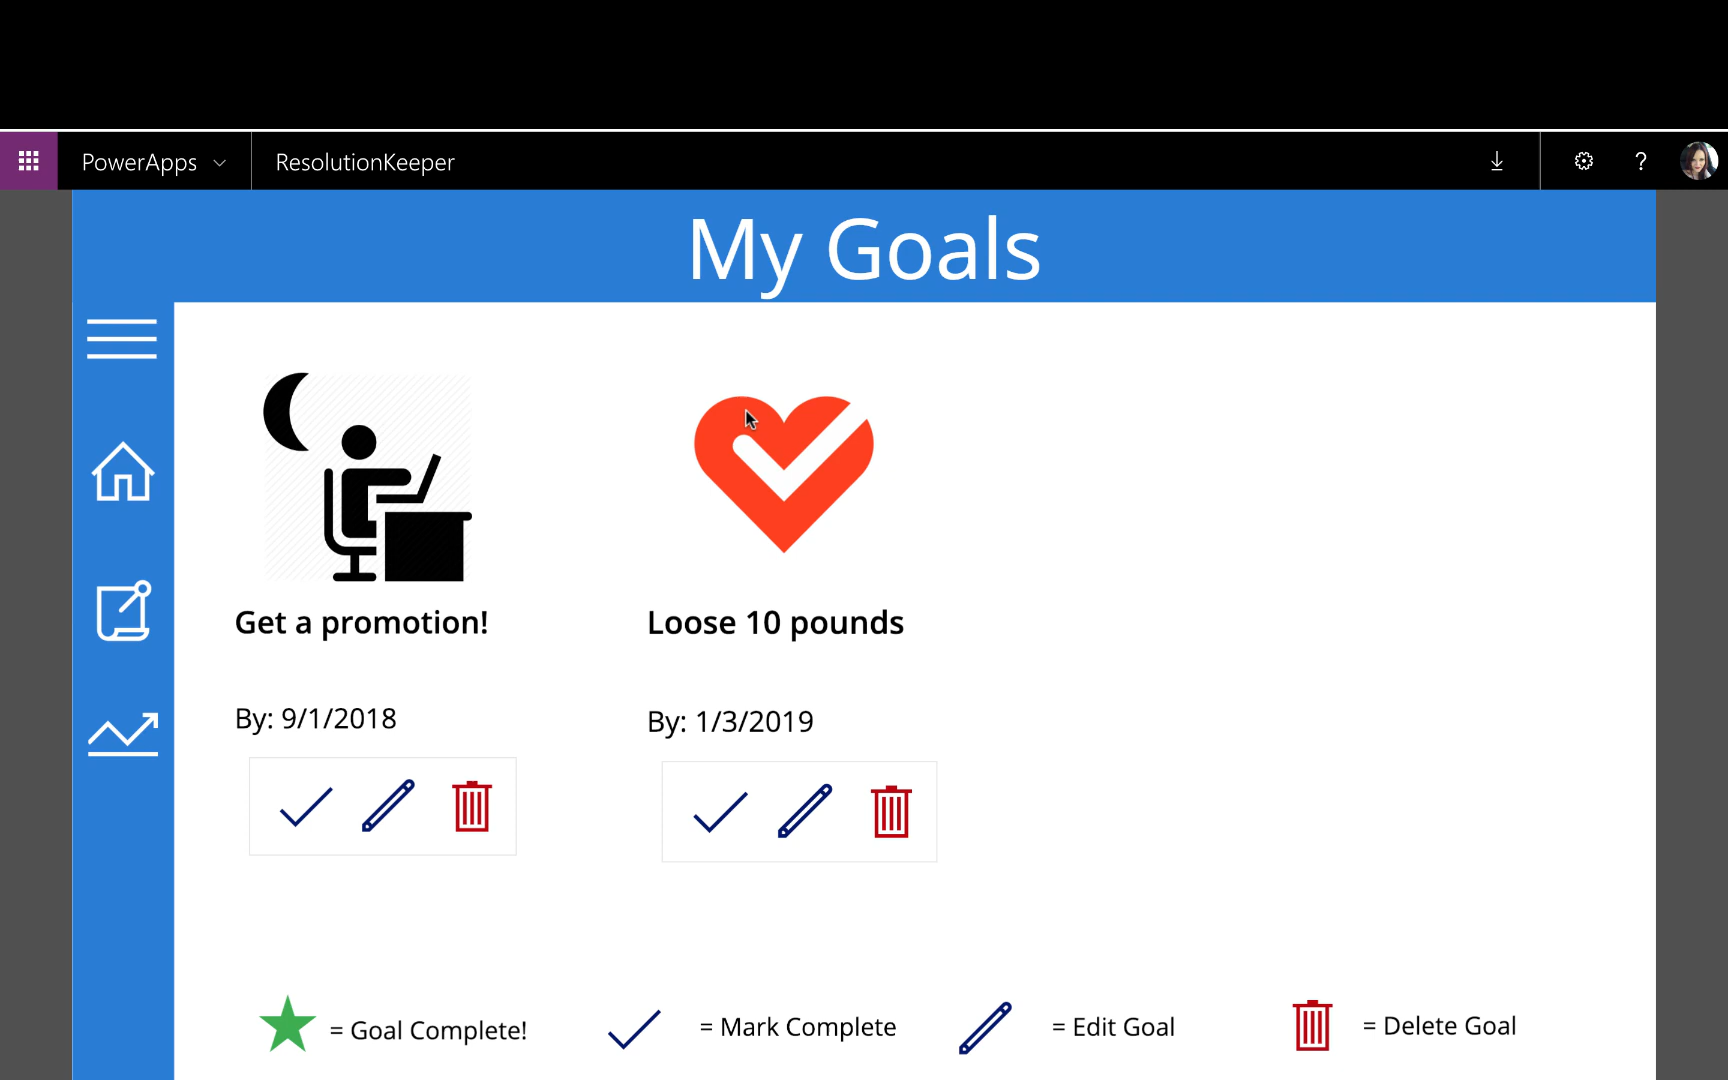 PowerApps
ResolutionKeeper
?
My Goals
Get a promotion!
Loose 10 pounds
By: 9/1/2018
By: 1/3/2019
= Goal Complete!
= Mark Complete
= Edit Goal
= Delete Goal